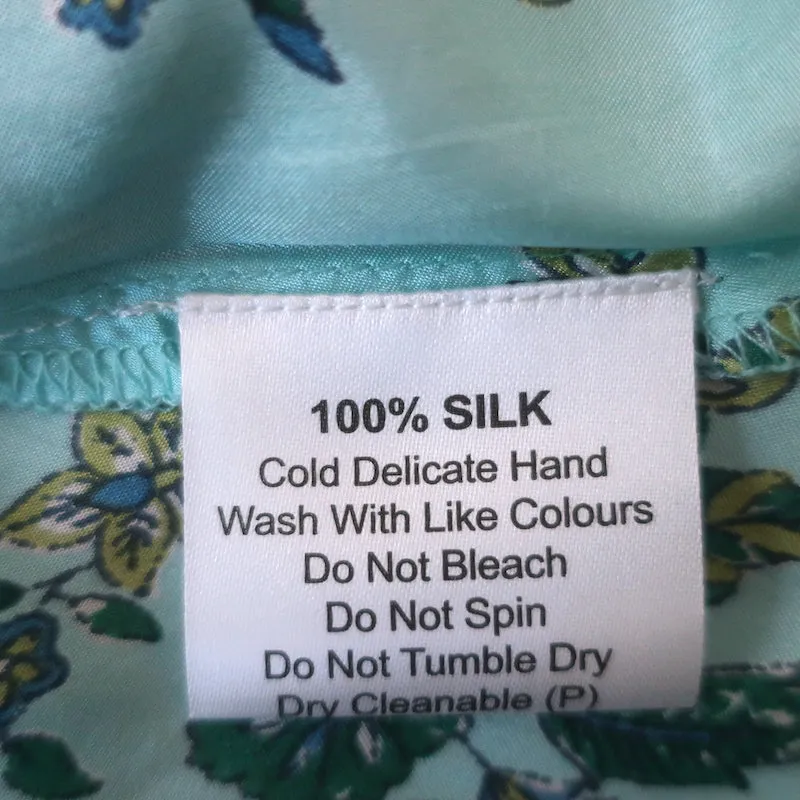 100% SILK
Cold Delicate Hand
Wash With Like Colours
Do Not Bleach
Do Not Spin
Do Not Tumble Dry
Dry Cleanable (P)